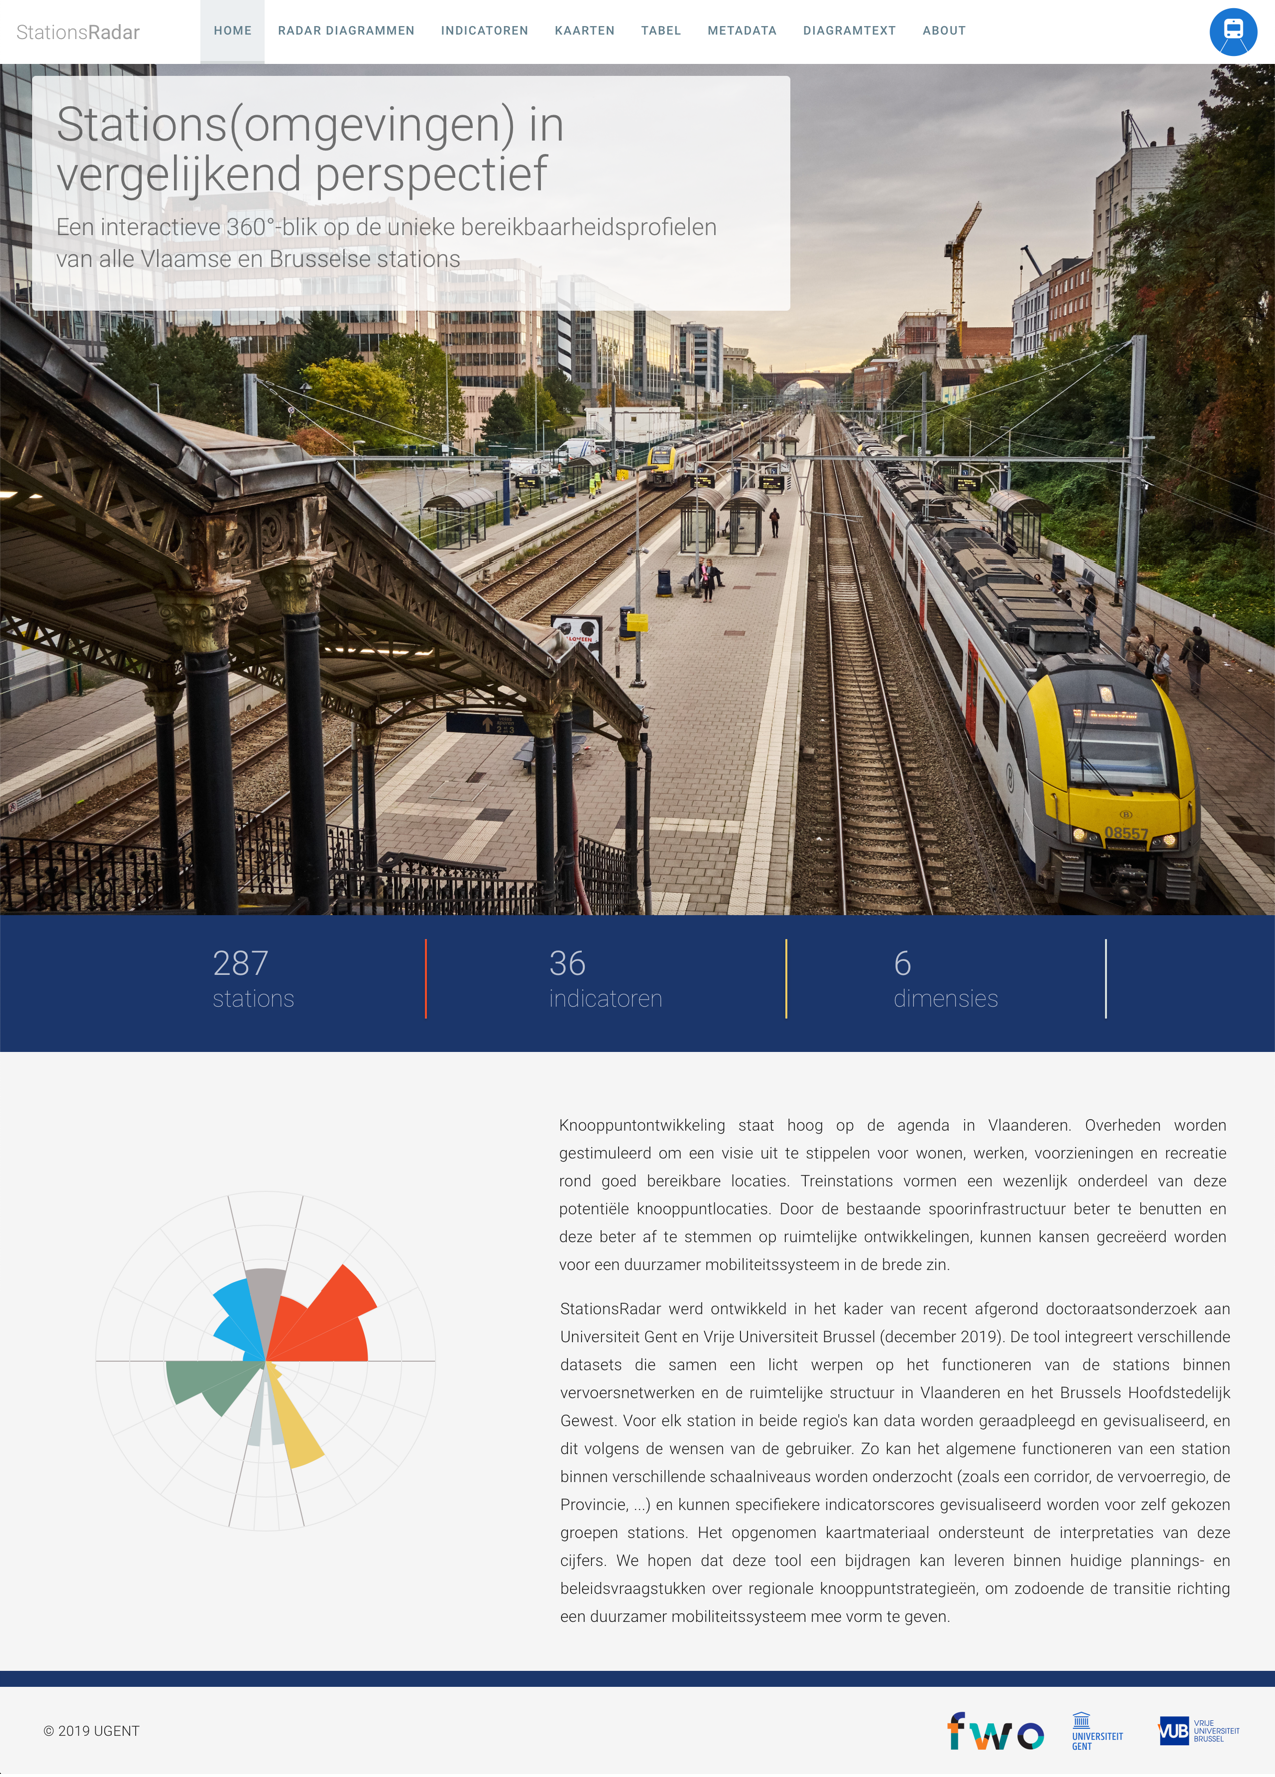 StationsRadar
HOME
RADAR DIAGRAMMEN
INDICATOREN
KAARTEN
TABEL
METADATA
DIAGRAMTEXT
ABOUT
Stations(omgevingen) in
vergelijkend perspectief
Een interactieve 360°-blik op de unieke bereikbaarheidsprofielen
van alle Vlaamse en Brusselse stations
B
08557
287
stations
36
indicatoren
6
dimensies
Knooppuntontwikkeling staat hoog op de agenda in Vlaanderen. Overheden worden
gestimuleerd om een visie uit te stippelen voor wonen, werken, voorzieningen en recreatie
rond goed bereikbare locaties. Treinstations vormen een wezenlijk onderdeel van deze
potentiële knooppuntlocaties. Door de bestaande spoorinfrastructuur beter te benutten en
deze beter af te stemmen op ruimtelijke ontwikkelingen, kunnen kansen gecreëerd worden
voor een duurzamer mobiliteitssysteem in de brede zin.
StationsRadar werd ontwikkeld in het kader van recent afgerond doctoraatsonderzoek aan
Universiteit Gent en Vrije Universiteit Brussel (december 2019). De tool integreert verschillende
datasets die samen een licht werpen op het functioneren van de stations binnen
vervoersnetwerken en de ruimtelijke structuur in Vlaanderen en het Brussels Hoofdstedelijk
Gewest. Voor elk station in beide regio's kan data worden geraadpleegd en gevisualiseerd, en
dit volgens de wensen van de gebruiker. Zo kan het algemene functioneren van een station
binnen verschillende schaalniveaus worden onderzocht (zoals een corridor, de vervoerregio, de
Provincie, ...) en kunnen specifiekere indicatorscores gevisualiseerd worden voor zelf gekozen
groepen stations. Het opgenomen kaartmateriaal ondersteunt de interpretaties van deze
cijfers. We hopen dat deze tool een bijdragen kan leveren binnen huidige plannings- en
beleidsvraagstukken over regionale knooppuntstrategieën, om zodoende de transitie richting
een duurzamer mobiliteitssysteem mee vorm te geven.
© 2019 UGENT
fwo
UNIVERSITEIT
GENT
VUB
VRIJE
UNIVERSITEIT
BRUSSEL